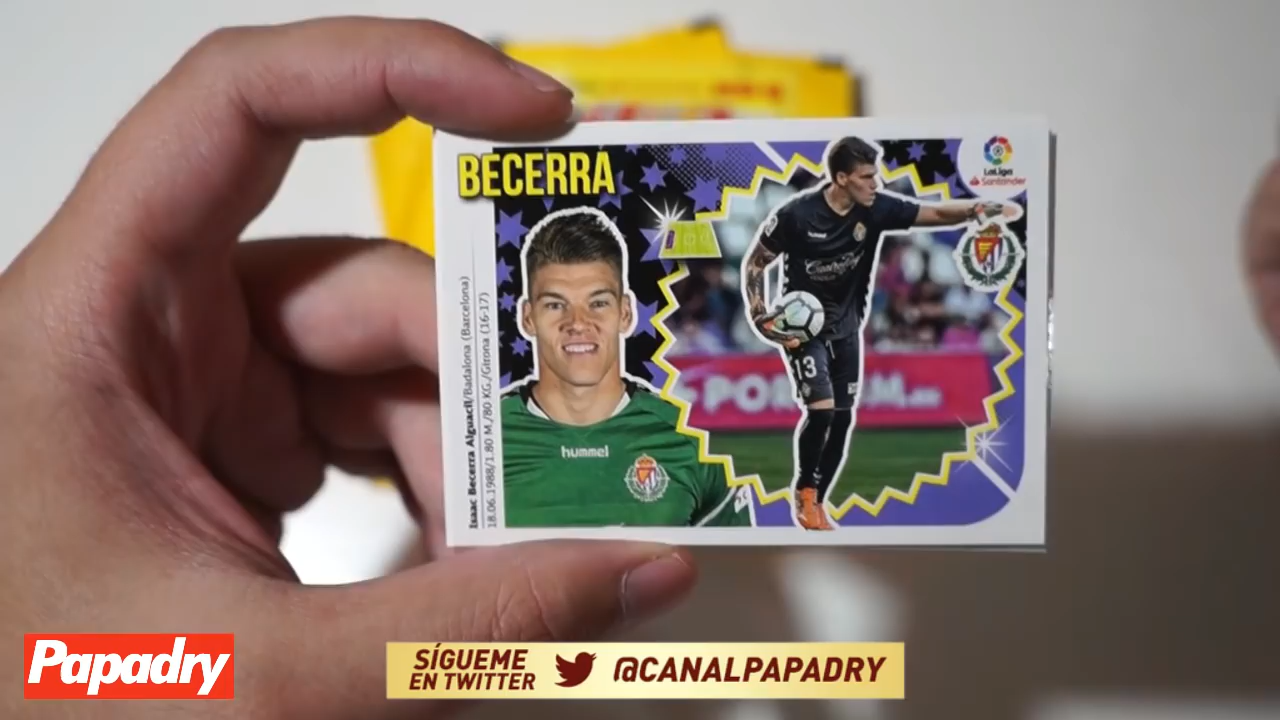 BECERRA
LaLiga
Santander
Isaac Becerra Alguacil/Badalona (Barcelona)
18.06.1988/1.80 M./80 KG./Girona (16-17)
hummel
hummel
13
Papadry
SÍGUEME
EN TWITTER
@CANALPAPADRY